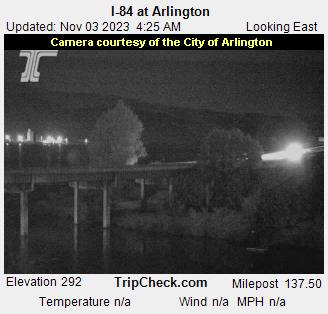 I-84 at Arlington
Updated: Nov 03 2023 4:25 AM Looking East
Camera courtesy of the City of Arlington
Elevation 292 TripCheck.com Milepost 137.50
Temperature n/a Wind n/a MPH n/a